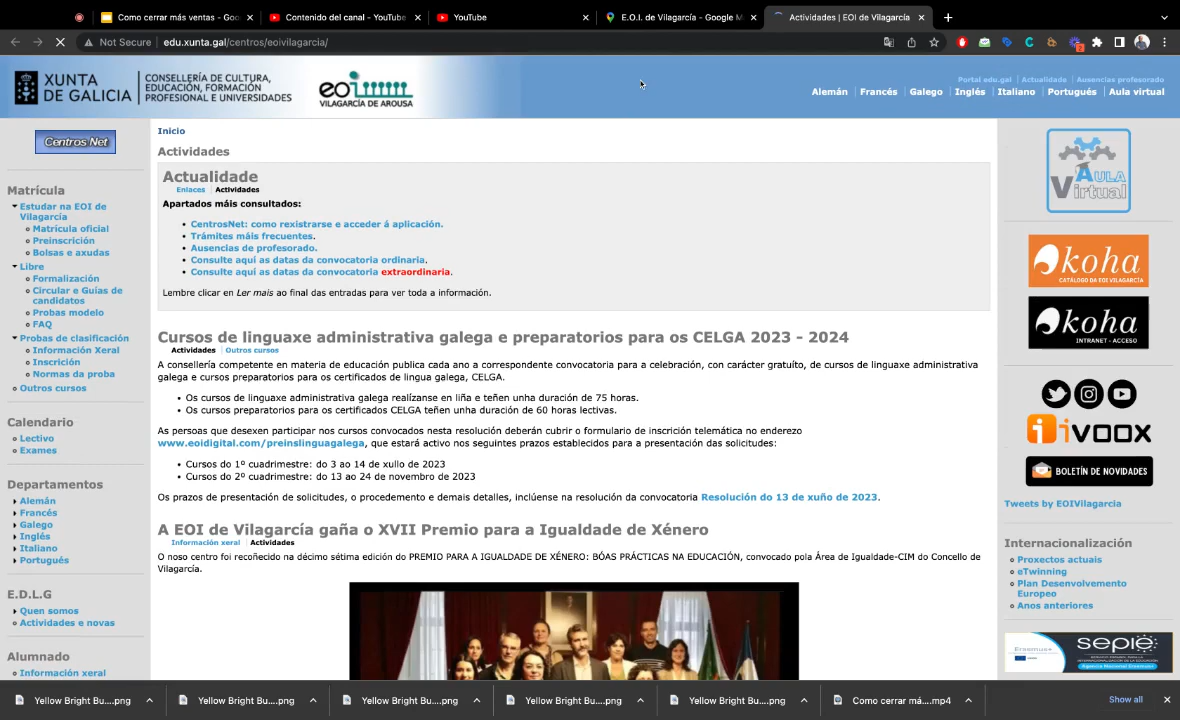 Como cerrar más ventas - Goo
Contenido del canal - YouTube
YouTube
E.O.I. de Vilagarcía - Google M
Actividades | EOI de Vilagarcía
Not Secure
edu.xunta.gal/centros/eoivilagarcia/
XUNTA
DE GALICIA
CONSELLERÍA DE CULTURA,
EDUCACIÓN, FORMACIÓN
PROFESIONAL E UNIVERSIDADES
eoi
VILAGARCÍA DE AROUSA
Portal edu.gal | Actualidade | Ausencias profesorado
Alemán | Francés | Galego | Inglés | Italiano | Portugués | Aula virtual
Centros Net
Matrícula
Estudar na EOI de
Vilagarcía
Matrícula oficial
Preinscrición
Bolsas e axudas
Libre
Formalización
Circular e Guías de
candidatos
Probas modelo
FAQ
Probas de clasificación
Información Xeral
Inscrición
Normas da proba
Outros cursos
Calendario
Lectivo
Exames
Departamentos
Alemán
Francés
Galego
Inglés
Italiano
Portugués
E.D.L.G
Quen somos
Actividades e novas
Alumnado
Información xeral
Inicio
Actividades
Actualidade
Enlaces | Actividades
Apartados máis consultados:
• CentrosNet: como rexistrarse e acceder á aplicación.
• Trámites máis frecuentes.
• Ausencias de profesorado.
• Consulte aquí as datas da convocatoria ordinaria.
• Consulte aquí as datas da convocatoria extraordinaria.
Lembre clicar en Ler mais ao final das entradas para ver toda a información.
Cursos de linguaxe administrativa galega e preparatorios para os CELGA 2023 - 2024
Actividades | Outros cursos
A consellería competente en materia de educación publica cada ano a correspondente convocatoria para a celebración, con carácter gratuíto, de cursos de linguaxe administrativa
galega e cursos preparatorios para os certificados de lingua galega, CELGA.
• Os cursos de linguaxe administrativa galega realízanse en liña e teñen unha duración de 75 horas.
• Os cursos preparatorios para os certificados CELGA teñen unha duración de 60 horas lectivas.
As persoas que desexen participar nos cursos convocados nesta resolución deberán cubrir o formulario de inscrición telemática no enderezo
www.eoidigital.com/preinslinguagalega, que estará activo nos seguintes prazos establecidos para a presentación das solicitudes:
• Cursos do 1º cuadrimestre: do 3 ao 14 de xullo de 2023
• Cursos do 2º cuadrimestre: do 13 ao 24 de novembro de 2023
Os prazos de presentación de solicitudes, o procedemento e demais detalles, inclúense na resolución da convocatoria Resolución do 13 de xuño de 2023.
A EOI de Vilagarcía gaña o XVII Premio para a Igualdade de Xénero
Información xeral | Actividades
O noso centro foi recoñecido na décimo sétima edición do PREMIO PARA A IGUALDADE DE XÉNERO: BÓAS PRÁCTICAS NA EDUCACIÓN, convocado pola Área de Igualdade-CIM do Concello de
Vilagarcía.
Aula
Virtual
koha
CATÁLOGO DA EOI VILAGARCÍA
koha
INTRANET - ACCESO
ivoox
BOLETÍN DE NOVIDADES
Tweets by EOIVilagarcia
Internacionalización
Proxectos actuais
eTwinning
Plan Desenvolvemento
Europeo
Anos anteriores
Erasmus+
sepie
Yellow Bright Bu....png
Yellow Bright Bu....png
Yellow Bright Bu....png
Yellow Bright Bu....png
Yellow Bright Bu....png
Como cerrar má....mp4
Show all